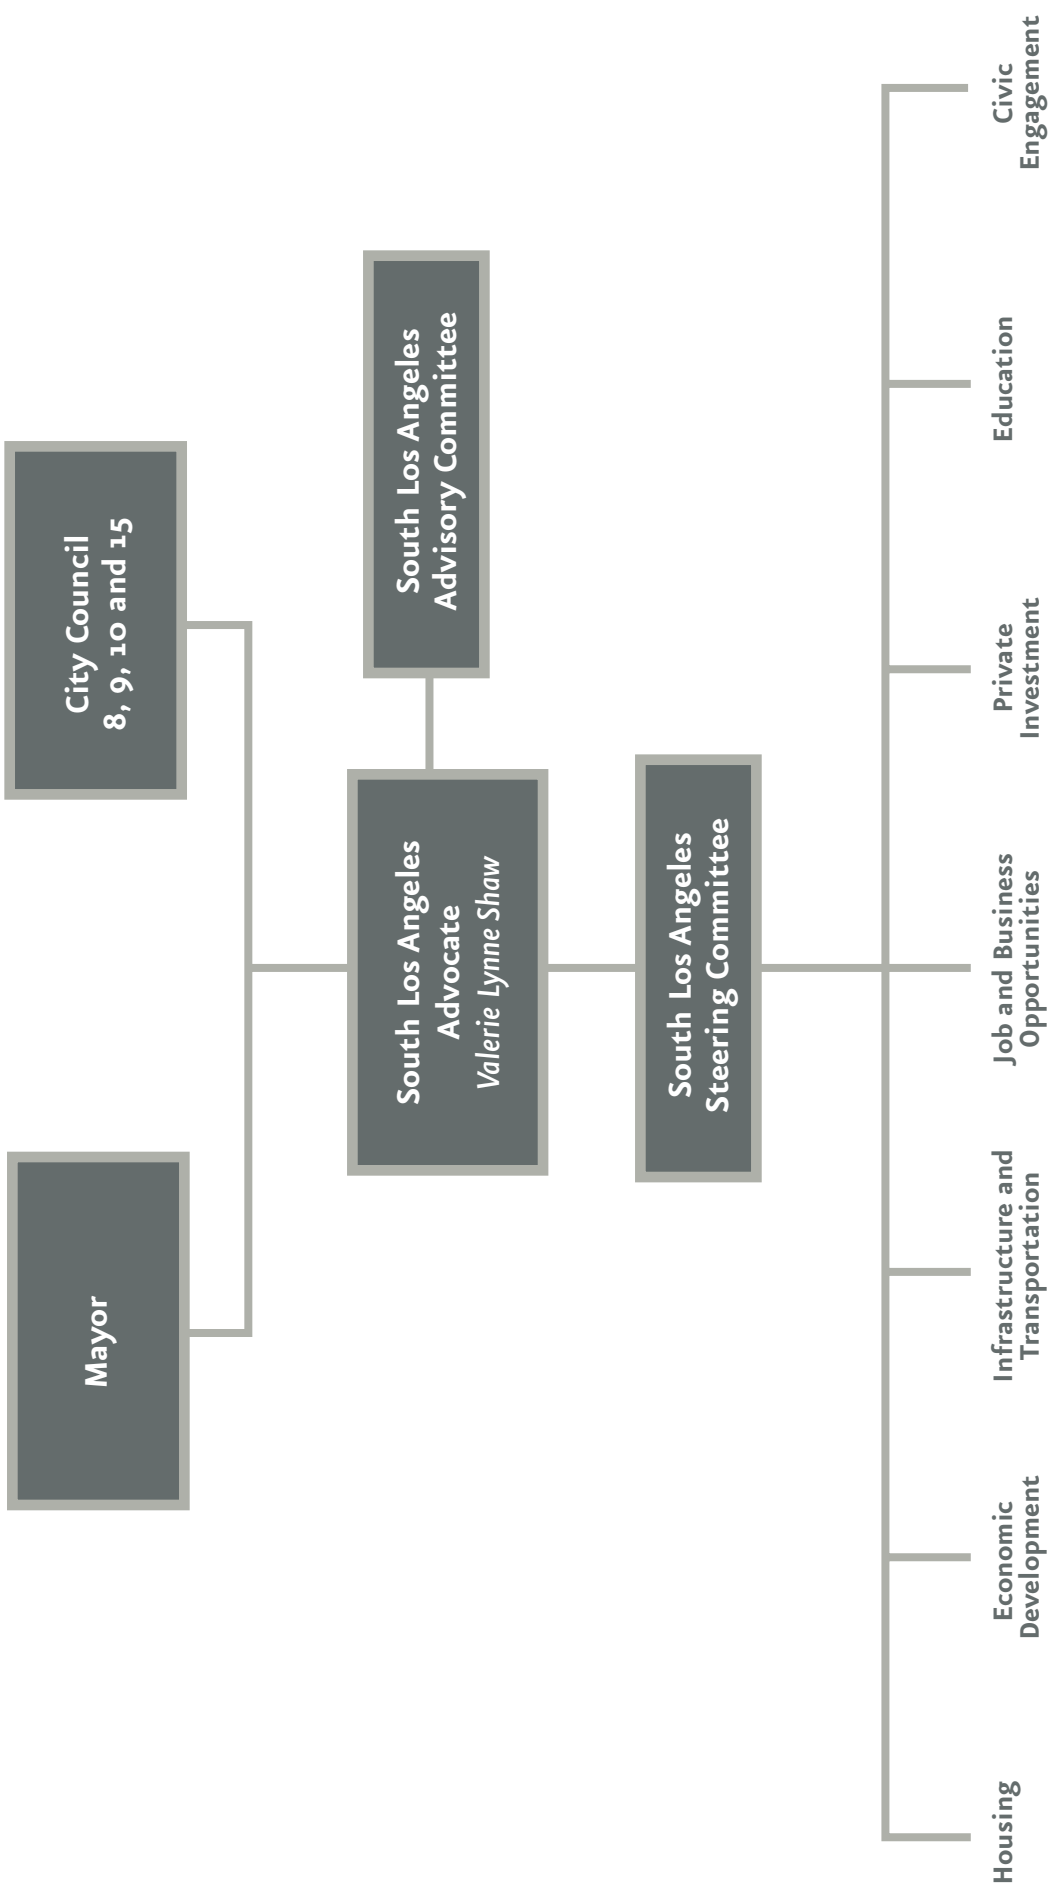 Mayor
City Council
8, 9, 10 and 15
South Los Angeles
Advocate
Valerie Lynne Shaw
South Los Angeles
Advisory Committee
South Los Angeles
Steering Committee
Housing
Economic
Development
Infrastructure and
Transportation
Job and Business
Opportunities
Private
Investment
Education
Civic
Engagement